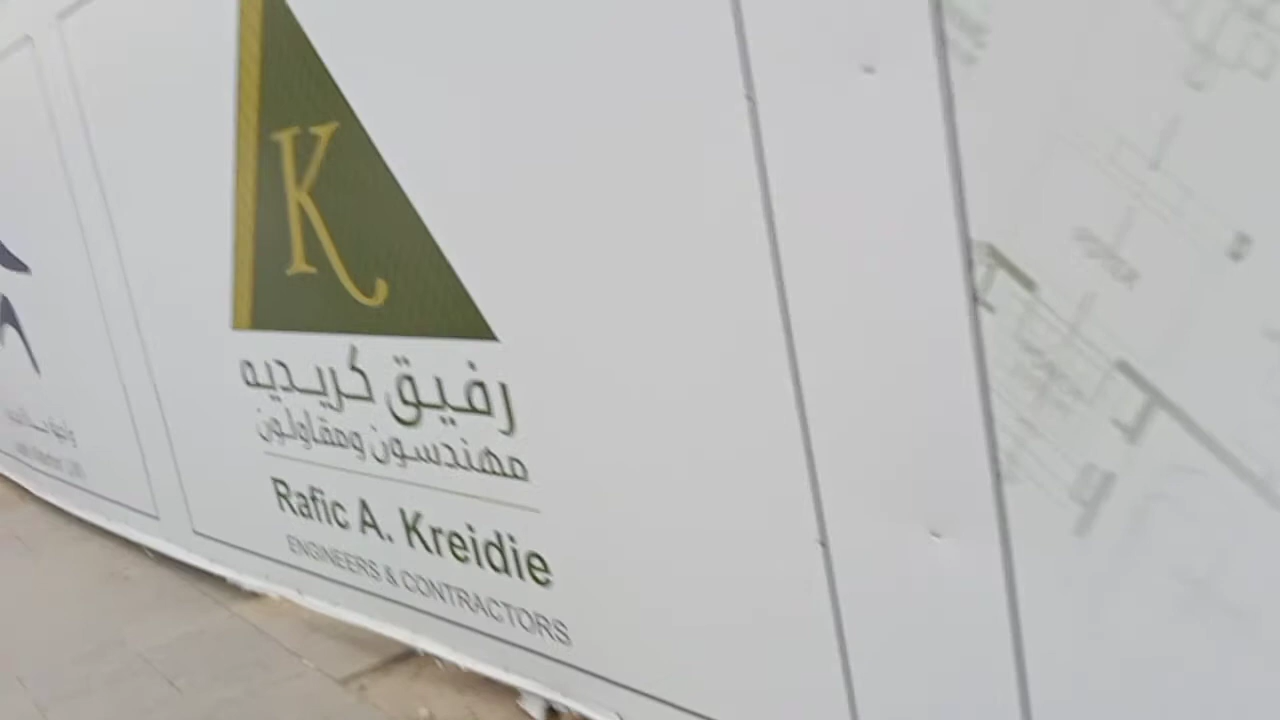 K
رفيق كريديه
مهندسون ومقاولون
Rafic A. Kreidie
ENGINEERS & CONTRACTORS